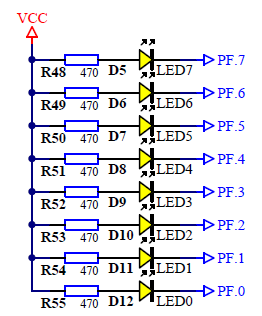 VCC
R48 470 D5 LED7 PF.7
R49 470 D6 LED6 PF.6
R50 470 D7 LED5 PF.5
R51 470 D8 LED4 PF.4
R52 470 D9 LED3 PF.3
R53 470 D10 LED2 PF.2
R54 470 D11 LED1 PF.1
R55 470 D12 LED0 PF.0